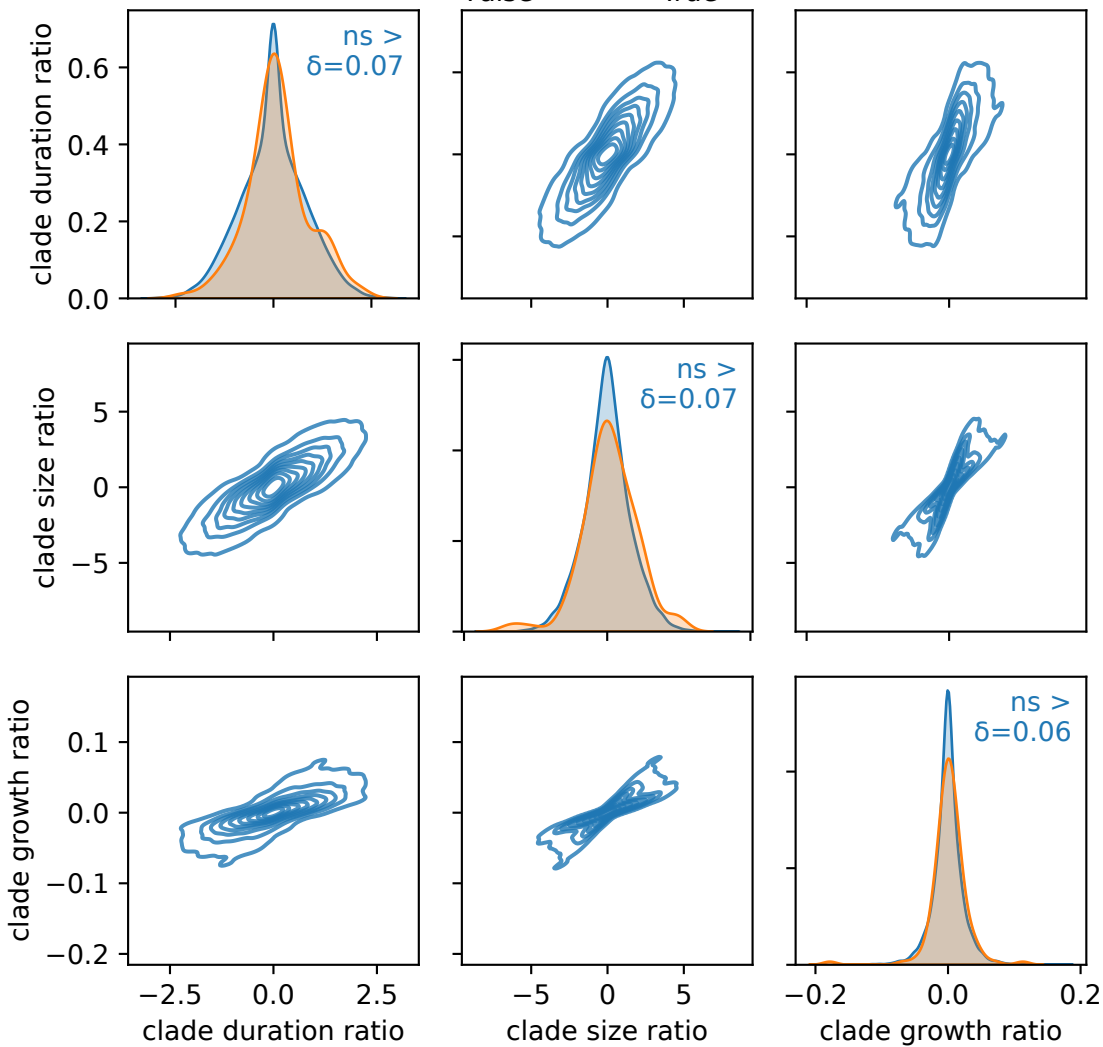 clade duration ratio
0.6
0.4
0.2
0.0
ns >
δ=0.07
clade size ratio
5
0
−5
ns >
δ=0.07
clade growth ratio
0.1
0.0
−0.1
−0.2
ns >
δ=0.06
−2.5 0.0 2.5
clade duration ratio
−5 0 5
clade size ratio
−0.2 0.0 0.2
clade growth ratio